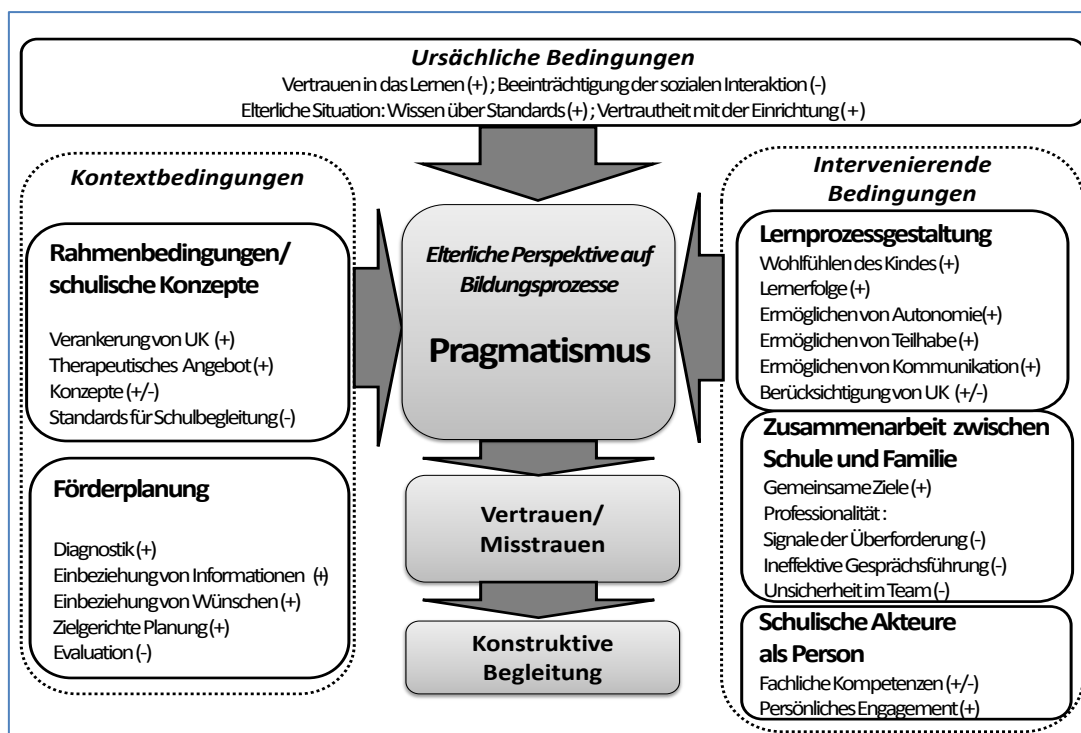 Ursächliche Bedingungen
Vertrauen in das Lernen (+) ; Beeinträchtigung der sozialen Interaktion (-)
Elterliche Situation: Wissen über Standards (+) ; Vertrautheit mit der Einrichtung (+)
Kontextbedingungen
Rahmenbedingungen/
schulische Konzepte
Verankerung von UK (+)
Therapeutisches Angebot (+)
Konzepte (+/-)
Standards für Schulbegleitung (-)
Förderplanung
Diagnostik (+)
Einbeziehung von Informationen (+)
Einbeziehung von Wünschen (+)
Zielgerichte Planung (+)
Evaluation (-)
Elterliche Perspektive auf
Bildungsprozesse
Pragmatismus
Vertrauen/
Misstrauen
Konstruktive
Begleitung
Intervenierende
Bedingungen
Lernprozessgestaltung
Wohlfühlen des Kindes (+)
Lernerfolge (+)
Ermöglichen von Autonomie (+)
Ermöglichen von Teilhabe (+)
Ermöglichen von Kommunikation (+)
Berücksichtigung von UK (+/-)
Zusammenarbeit zwischen
Schule und Familie
Gemeinsame Ziele (+)
Professionalität :
Signale der Überforderung (-)
Ineffektive Gesprächsführung (-)
Unsicherheit im Team (-)
Schulische Akteure
als Person
Fachliche Kompetenzen (+/-)
Persönliches Engagement (+)